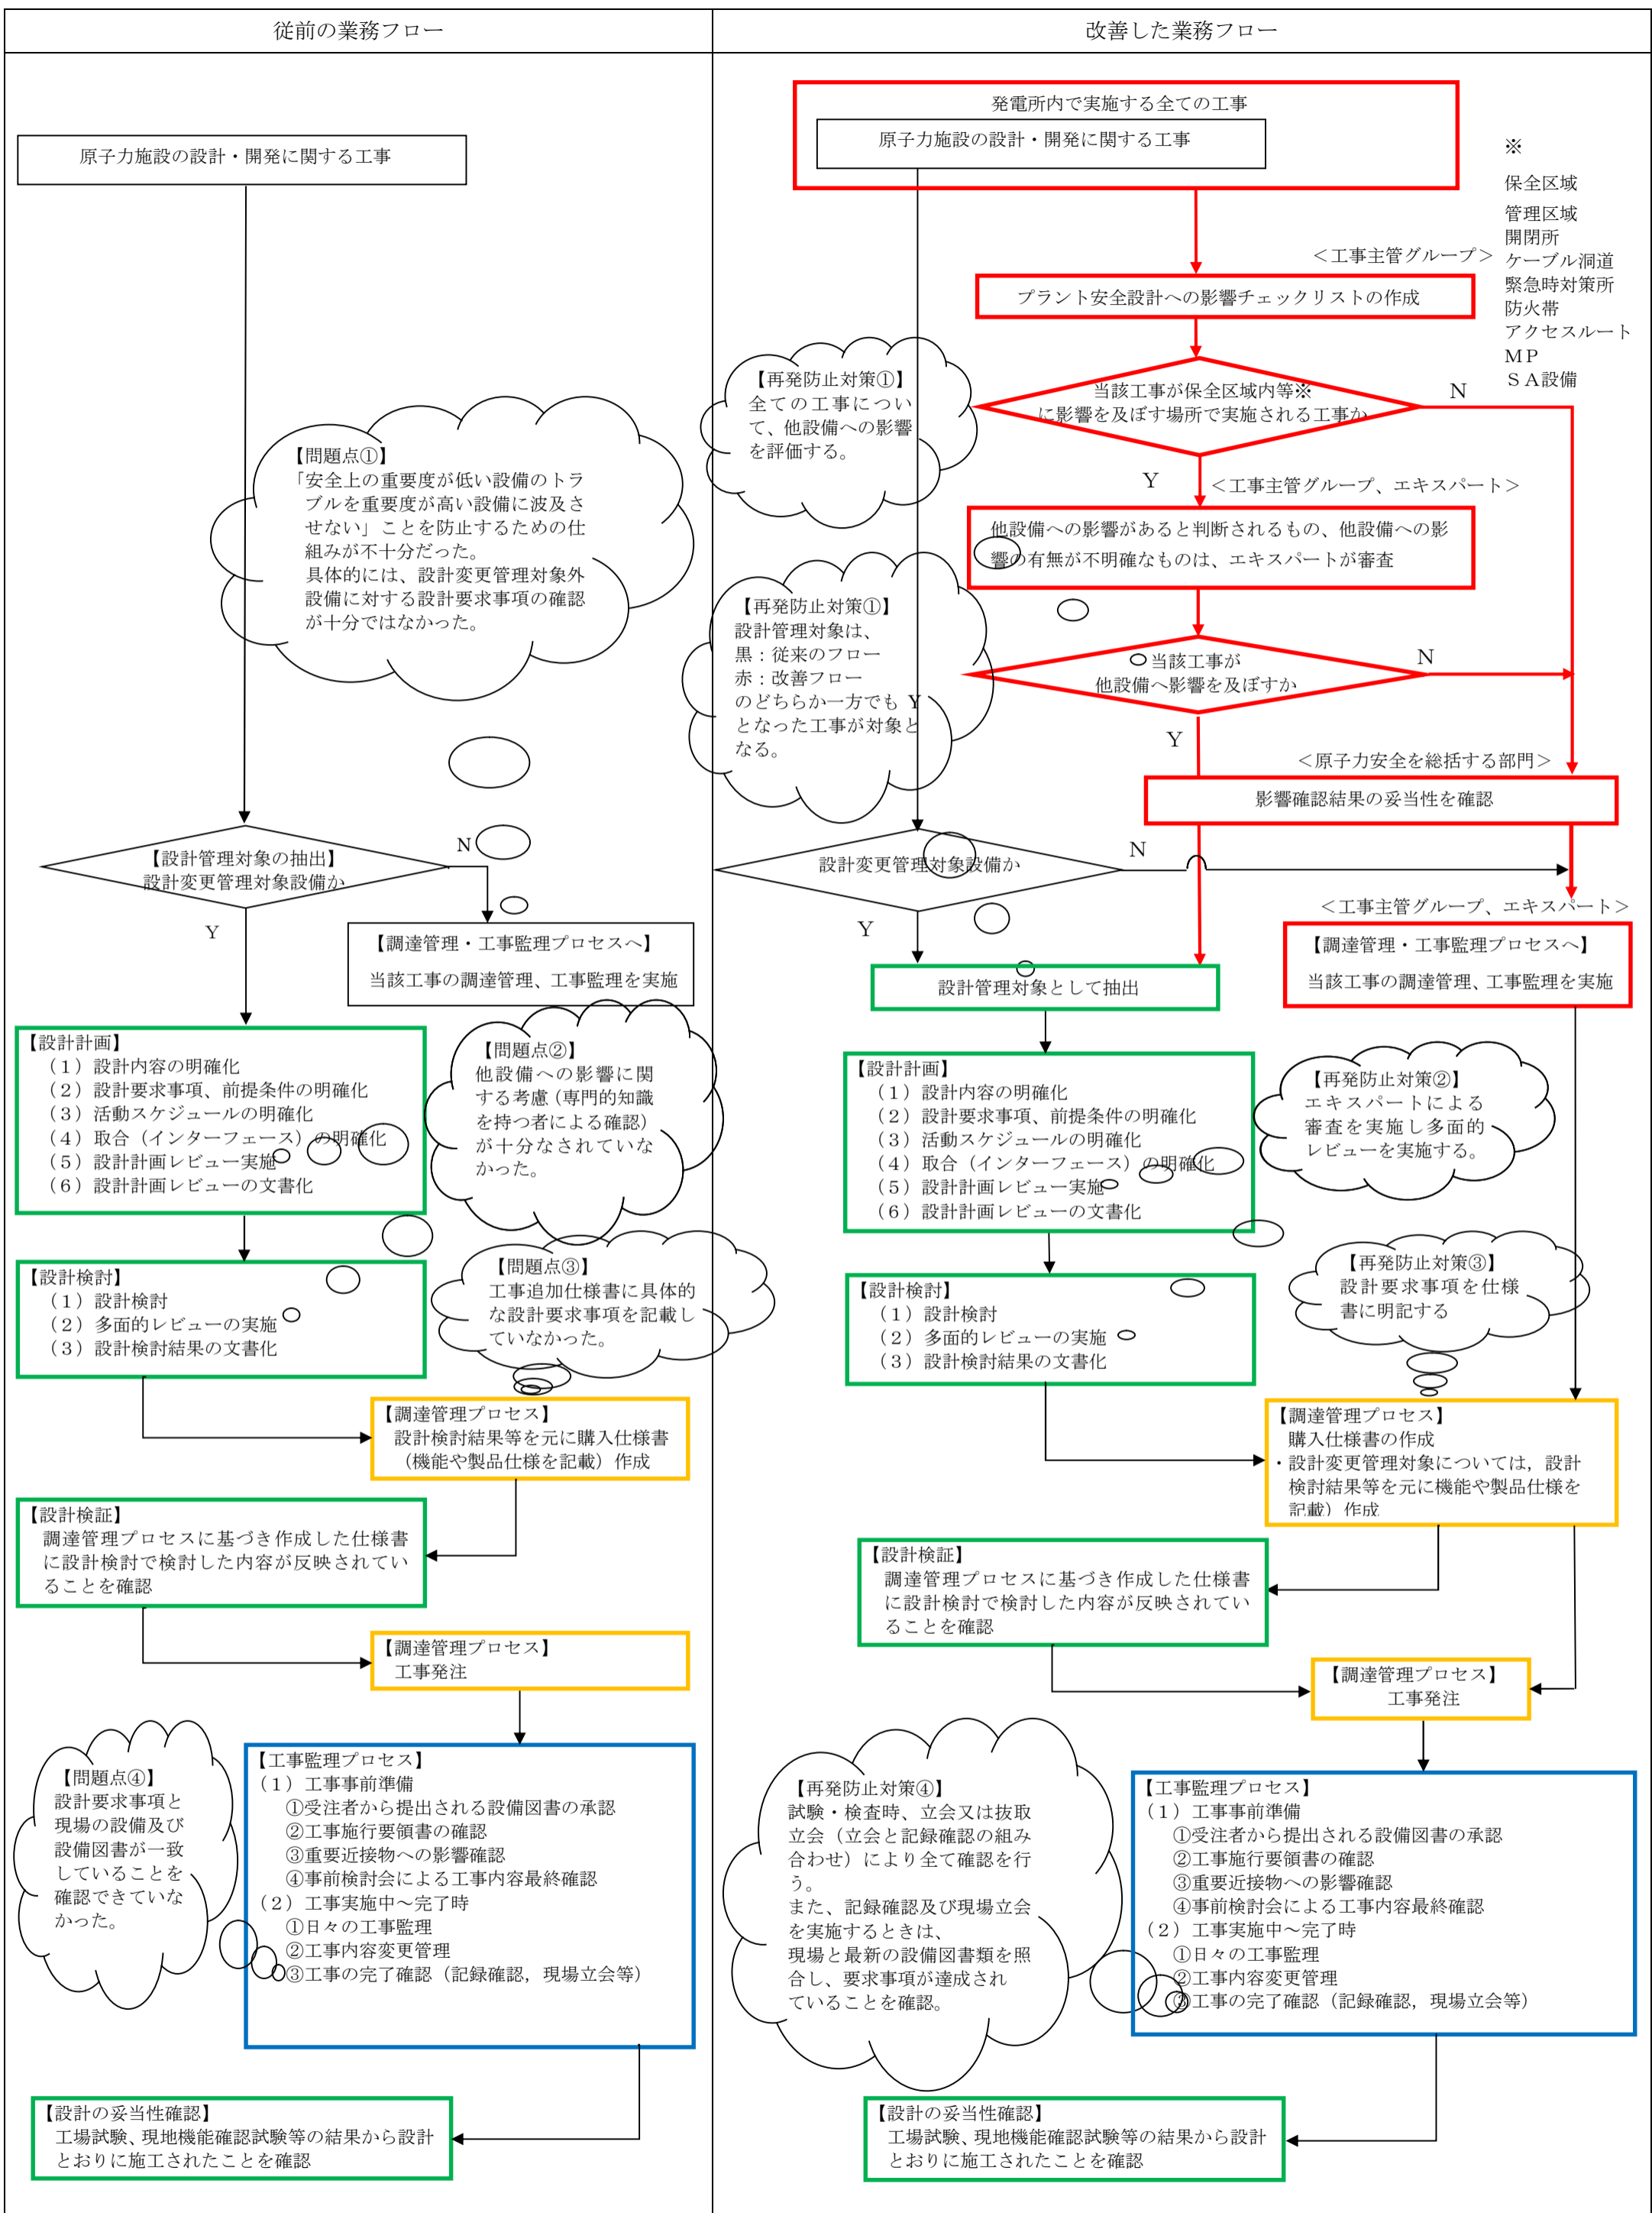 従前の業務フロー
原子力施設の設計・開発に関する工事
【問題点①】
「安全上の重要度が低い設備のトラ
ブルを重要度が高い設備に波及さ
せない」ことを防止するための仕
組みが不十分だった。
具体的には、設計変更管理対象外
設備に対する設計要求事項の確認
が十分ではなかった。
【設計管理対象の抽出】
設計変更管理対象設備か
N
Y
【調達管理・工事監理プロセスへ】
当該工事の調達管理、工事監理を実施
【設計計画】
（１）設計内容の明確化
（２）設計要求事項、前提条件の明確化
（３）活動スケジュールの明確化
（４）取合（インターフェース）の明確化
（５）設計計画レビュー実施
（６）設計計画レビューの文書化
【問題点②】
他設備への影響に関
する考慮（専門的知識
を持つ者による確認）
が十分なされていな
かった。
【設計検討】
（１）設計検討
（２）多面的レビューの実施
（３）設計検討結果の文書化
【問題点③】
工事追加仕様書に具体的
な設計要求事項を記載し
ていなかった。
【調達管理プロセス】
設計検討結果等を元に購入仕様書
（機能や製品仕様を記載）作成
【設計検証】
調達管理プロセスに基づき作成した仕様書
に設計検討で検討した内容が反映されてい
ることを確認
【調達管理プロセス】
工事発注
【問題点④】
設計要求事項と
現場の設備及び
設備図書が一致
していることを
確認できていな
かった。
【工事監理プロセス】
（１）工事事前準備
①受注者から提出される設備図書の承認
②工事施行要領書の確認
③重要近接物への影響確認
④事前検討会による工事内容最終確認
（２）工事実施中～完了時
①日々の工事監理
②工事内容変更管理
③工事の完了確認（記録確認，現場立会等）
【設計の妥当性確認】
工場試験、現地機能確認試験等の結果から設計
とおりに施工されたことを確認
改善した業務フロー
発電所内で実施する全ての工事
原子力施設の設計・開発に関する工事
※
保全区域
管理区域
開閉所
ケーブル洞道
緊急時対策所
防火帯
アクセスルート
ＭＰ
ＳＡ設備
＜工事主管グループ＞
プラント安全設計への影響チェックリストの作成
【再発防止対策①】
全ての工事につい
て、他設備への影響
を評価する。
当該工事が保全区域内等※
に影響を及ぼす場所で実施される工事か
N
Y
＜工事主管グループ、エキスパート＞
他設備への影響があると判断されるもの、他設備への影
響の有無が不明確なものは、エキスパートが審査
【再発防止対策①】
設計管理対象は、
黒：従来のフロー
赤：改善フロー
のどちらか一方でも Y
となった工事が対象と
なる。
当該工事が
他設備へ影響を及ぼすか
N
Y
＜原子力安全を総括する部門＞
影響確認結果の妥当性を確認
設計変更管理対象設備か
N
Y
＜工事主管グループ、エキスパート＞
【調達管理・工事監理プロセスへ】
当該工事の調達管理、工事監理を実施
設計管理対象として抽出
【設計計画】
（１）設計内容の明確化
（２）設計要求事項、前提条件の明確化
（３）活動スケジュールの明確化
（４）取合（インターフェース）の明確化
（５）設計計画レビュー実施
（６）設計計画レビューの文書化
【再発防止対策②】
エキスパートによる
審査を実施し多面的
レビューを実施する。
【設計検討】
（１）設計検討
（２）多面的レビューの実施
（３）設計検討結果の文書化
【再発防止対策③】
設計要求事項を仕様
書に明記する
【調達管理プロセス】
購入仕様書の作成
・設計変更管理対象については，設計
検討結果等を元に機能や製品仕様を
記載）作成
【設計検証】
調達管理プロセスに基づき作成した仕様書
に設計検討で検討した内容が反映されてい
ることを確認
【調達管理プロセス】
工事発注
【再発防止対策④】
試験・検査時、立会又は抜取
立会（立会と記録確認の組み
合わせ）により全て確認を行
う。
また、記録確認及び現場立会
を実施するときは、
現場と最新の設備図書類を照
合し、要求事項が達成され
ていることを確認。
【工事監理プロセス】
（１）工事事前準備
①受注者から提出される設備図書の承認
②工事施行要領書の確認
③重要近接物への影響確認
④事前検討会による工事内容最終確認
（２）工事実施中～完了時
①日々の工事監理
②工事内容変更管理
③工事の完了確認（記録確認，現場立会等）
【設計の妥当性確認】
工場試験、現地機能確認試験等の結果から設計
とおりに施工されたことを確認